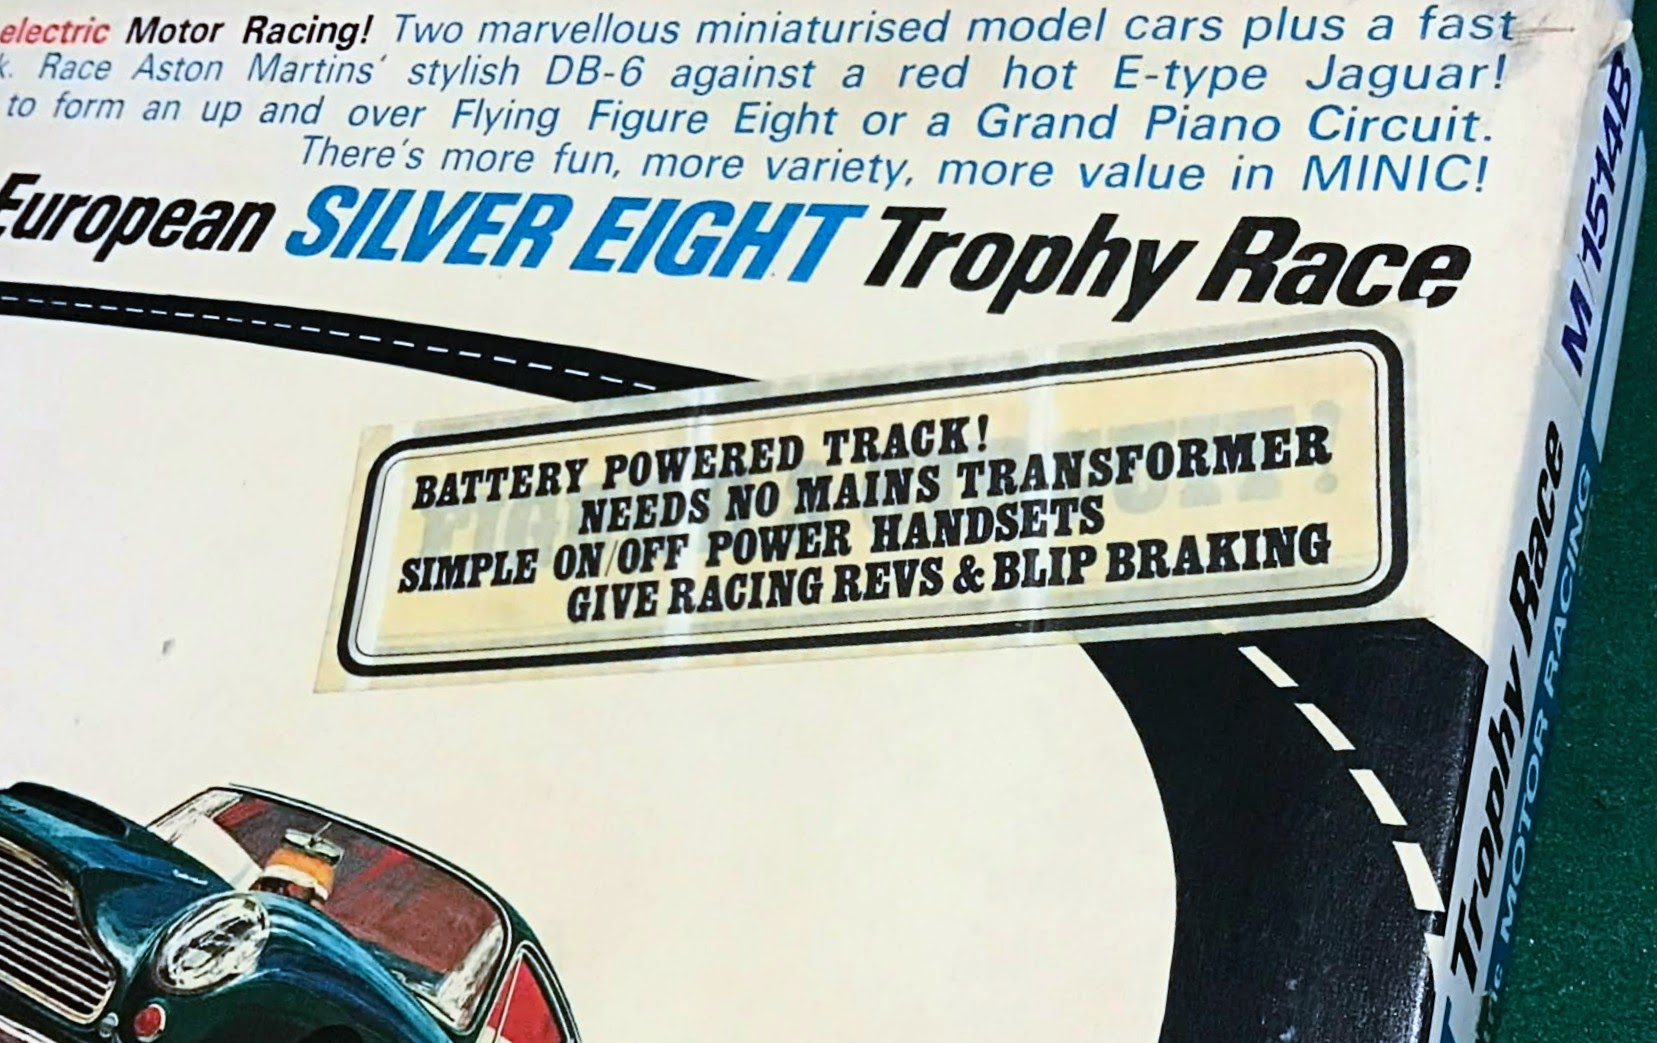 electric Motor Racing! Two marvellous miniaturised model cars plus a fast
Race Aston Martins' stylish DB-6 against a red hot E-type Jaguar!
to form an up and over Flying Figure Eight or a Grand Piano Circuit.
There's more fun, more variety, more value in MINIC!
European SILVER EIGHT Trophy Race
BATTERY POWERED TRACK!
NEEDS NO MAINS TRANSFORMER
SIMPLE ON/OFF POWER HANDSETS
GIVE RACING REVS & BLIP BRAKING
M/1514B
Trophy Race
MOTOR RACING